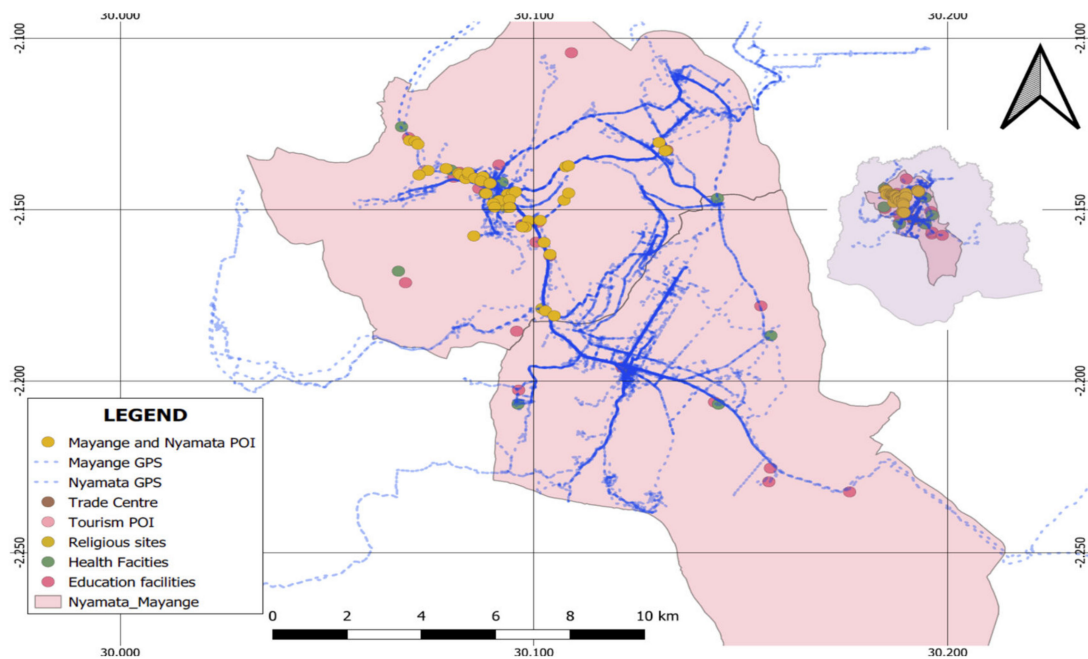 30.000
30.100
30.200
-2.100
-2.100
-2.150
-2.150
-2.200
-2.200
-2.250
-2.250
LEGEND
Mayange and Nyamata POI
Mayange GPS
Nyamata GPS
Trade Centre
Tourism POI
Religious sites
Health Facities
Education facilities
Nyamata_Mayange
0 2 4 6 8 10 km
30.000
30.100
30.200